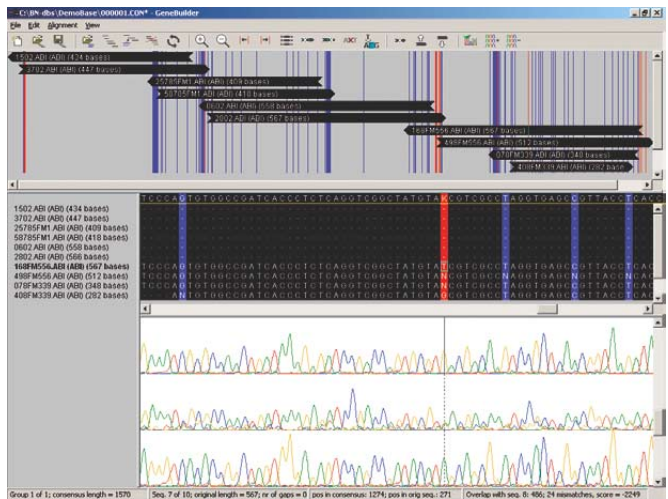 C:\BN-dbs\DemoBase\000001.CON* - GeneBuilder
File Edit Alignment View
1502.ABI (ABI) (434 bases)
3702.ABI (ABI) (447 bases)
25785FM1.ABI (ABI) (409 bases)
58785FM1.ABI (ABI) (418 bases)
0602.ABI (ABI) (558 bases)
2802.ABI (ABI) (567 bases)
168FM556.ABI (ABI) (567 bases)
498FM556.ABI (ABI) (512 bases)
078FM339.ABI (ABI) (348 bases)
408FM339.ABI (ABI) (282 base
TCCCAGTGTGGCCGATCACCCTCTCAGGTCGGCTATGTAKCGTCGCCTAGGTGAGCCGTTACCTCACC
1502.ABI (ABI) (434 bases)
3702.ABI (ABI) (447 bases)
25785FM1.ABI (ABI) (409 bases)
58785FM1.ABI (ABI) (418 bases)
0602.ABI (ABI) (558 bases)
2802.ABI (ABI) (566 bases)
168FM556.ABI (ABI) (567 bases)
498FM556.ABI (ABI) (512 bases)
078FM339.ABI (ABI) (348 bases)
408FM339.ABI (ABI) (282 bases)
Group 1 of 1; consensus length = 1570
Seq. 7 of 10; original length = 567; nr of gaps = 0
pos in consensus: 1274; pos in orig seq.: 271
Overlap with seq. 8: 486; 24 mismatches, score = -2249